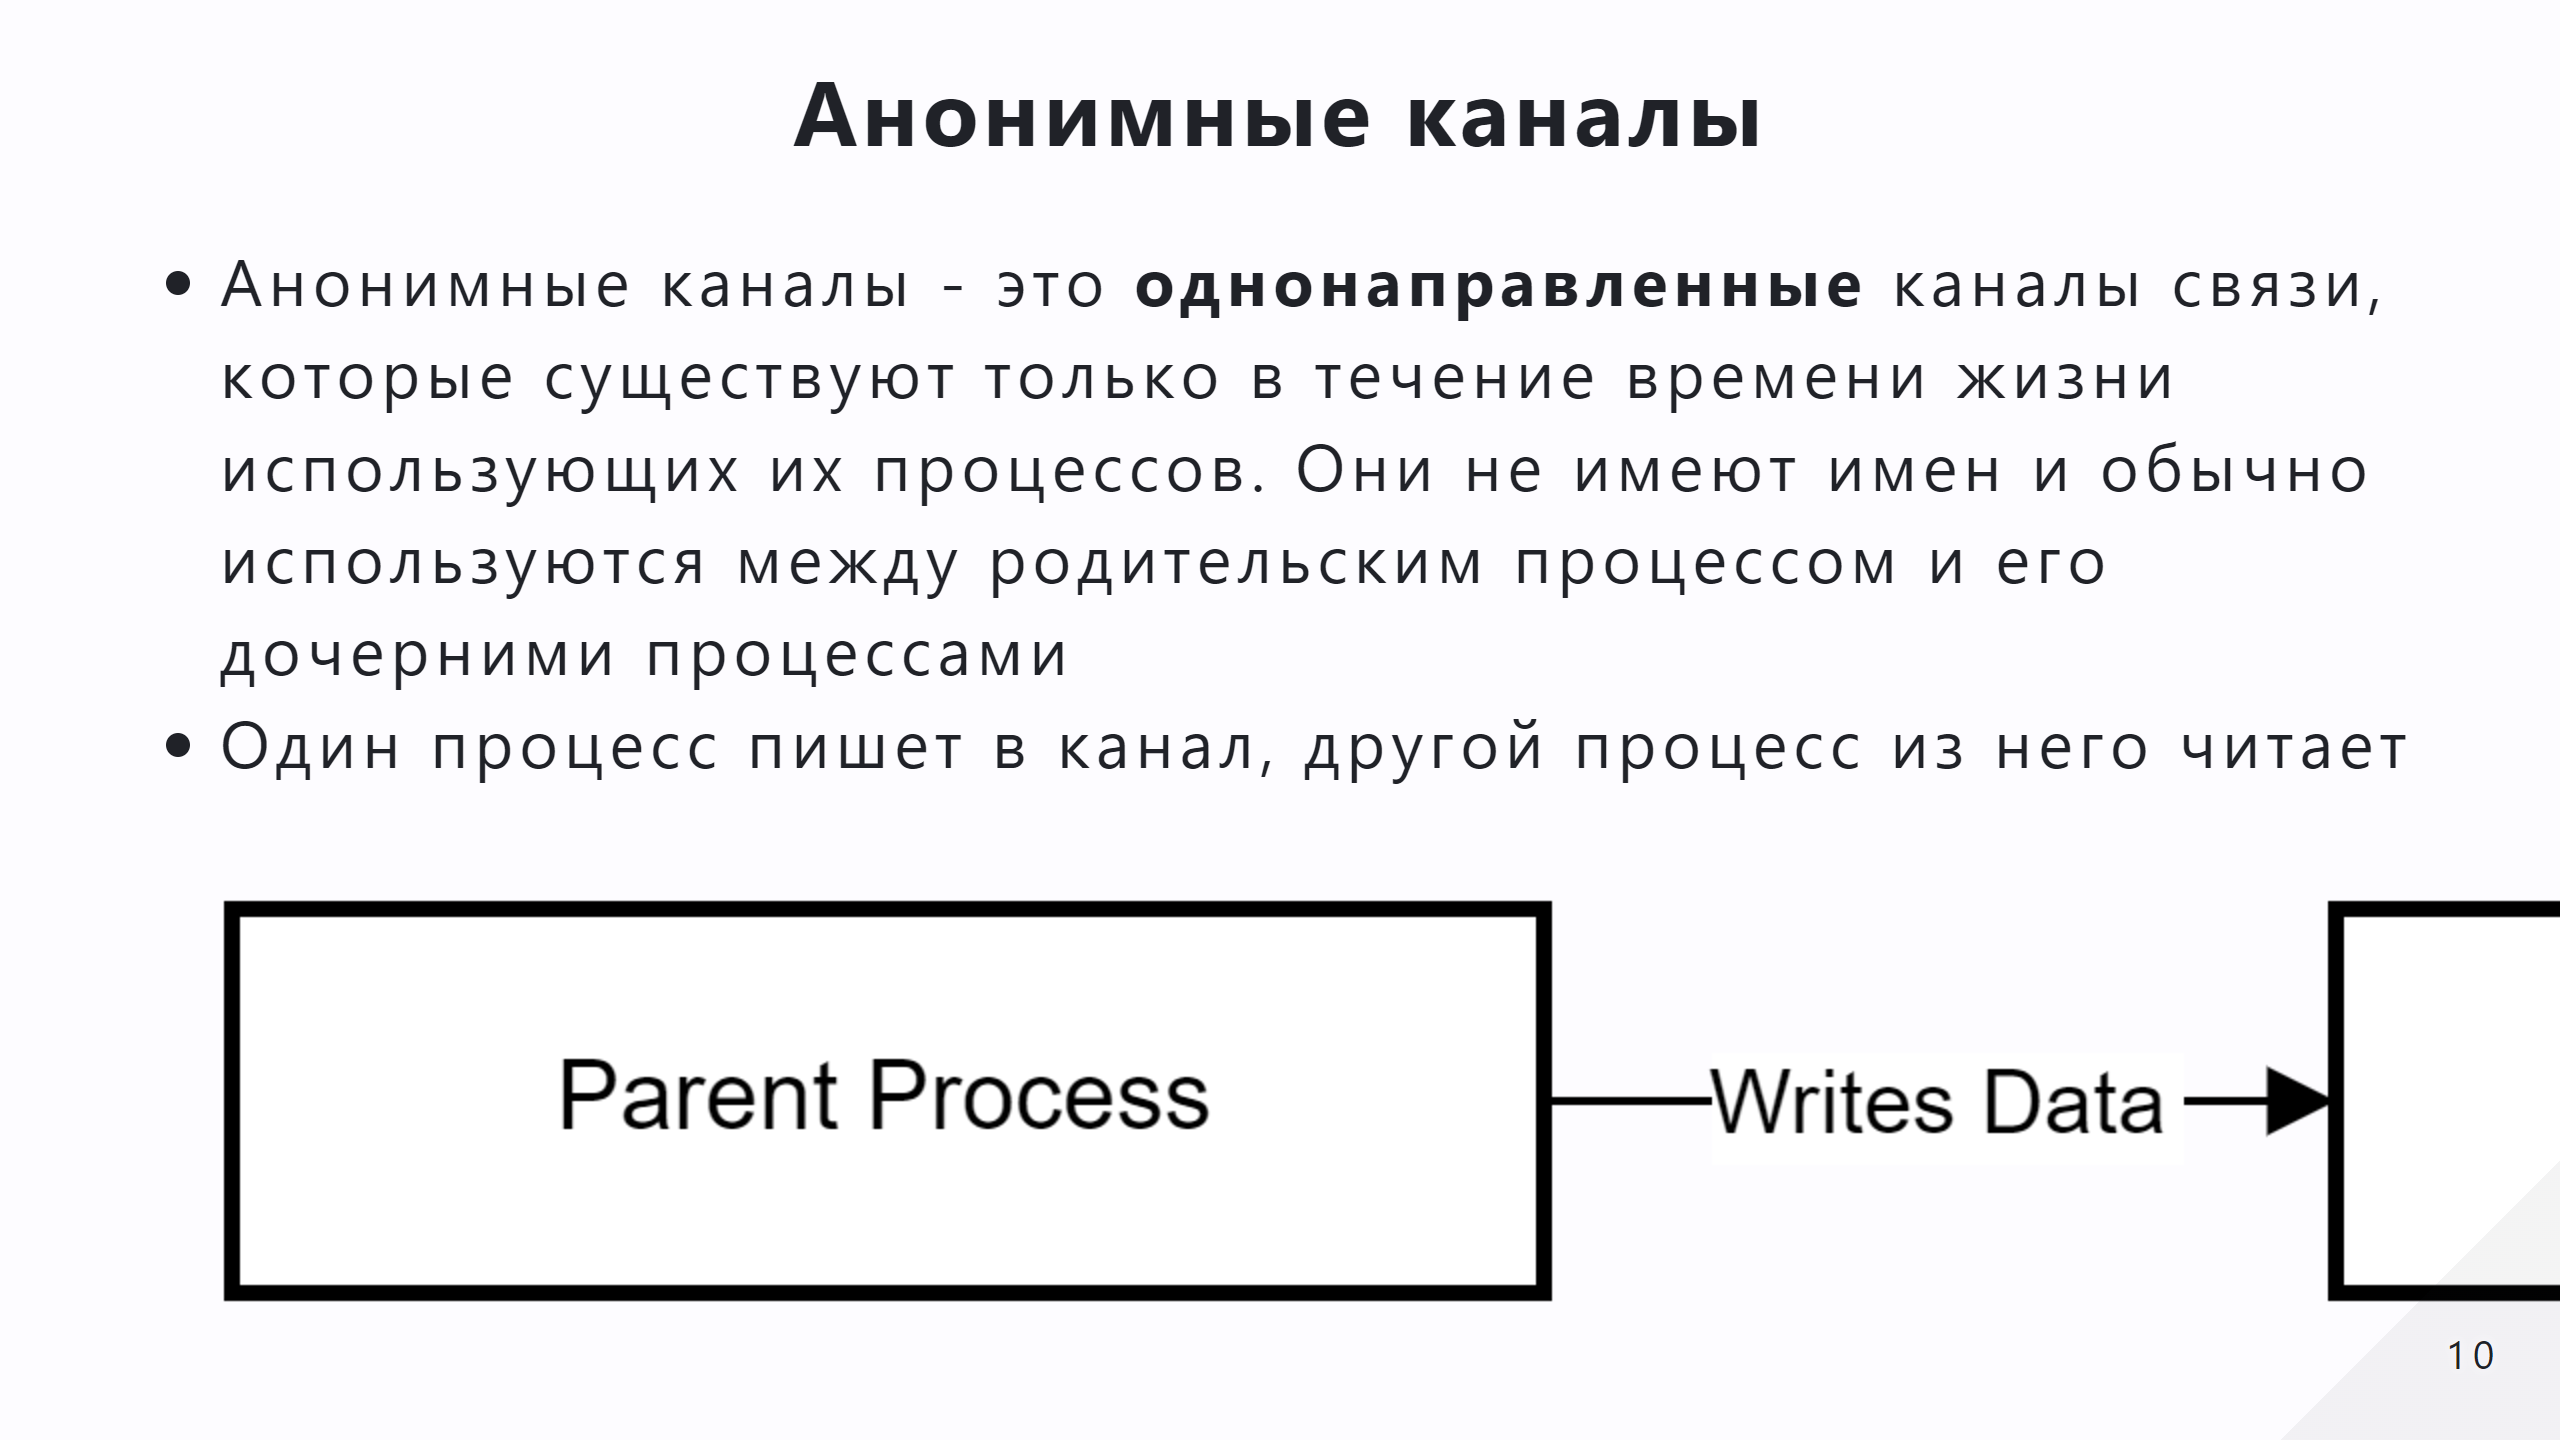 Анонимные каналы
• Анонимные каналы - это однонаправленные каналы связи,
которые существуют только в течение времени жизни
использующих их процессов. Они не имеют имен и обычно
используются между родительским процессом и его
дочерними процессами
• Один процесс пишет в канал, другой процесс из него читает
Parent Process
Writes Data
10